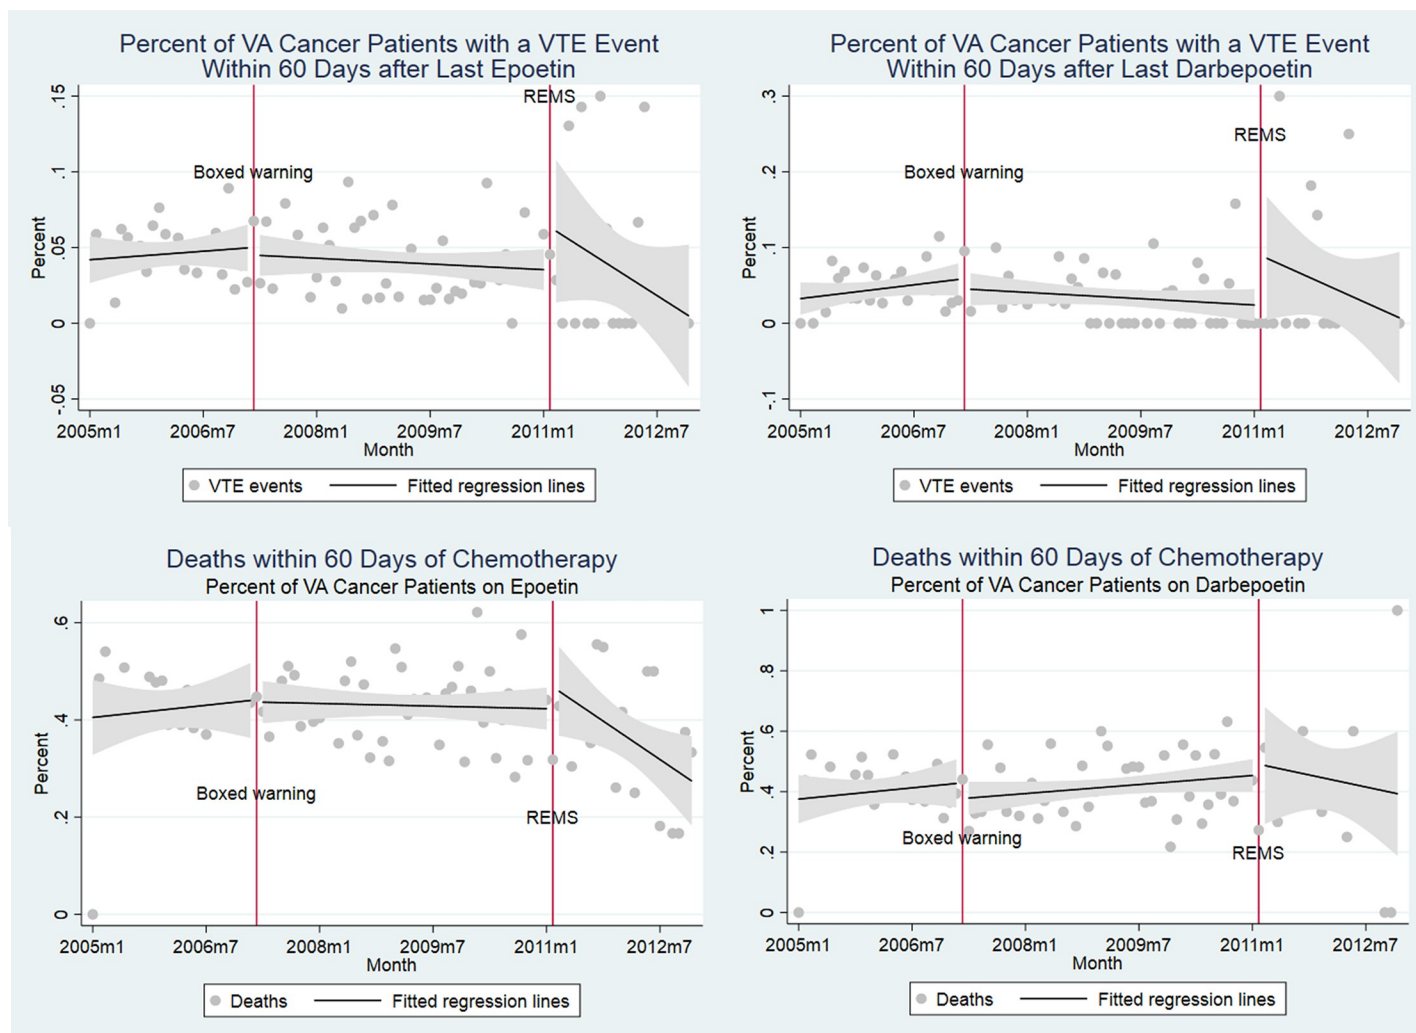 Percent of VA Cancer Patients with a VTE Event
Within 60 Days after Last Epoetin
.15
.1
.05
0
-.05
Percent
REMS
Boxed warning
2005m1 2006m7 2008m1 2009m7 2011m1 2012m7
Month
VTE events Fitted regression lines
Percent of VA Cancer Patients with a VTE Event
Within 60 Days after Last Darbepoetin
.3
.2
.1
0
-.1
Percent
REMS
Boxed warning
2005m1 2006m7 2008m1 2009m7 2011m1 2012m7
Month
VTE events Fitted regression lines
Deaths within 60 Days of Chemotherapy
Percent of VA Cancer Patients on Epoetin
.6
.4
.2
0
Percent
Boxed warning
REMS
2005m1 2006m7 2008m1 2009m7 2011m1 2012m7
Month
Deaths Fitted regression lines
Deaths within 60 Days of Chemotherapy
Percent of VA Cancer Patients on Darbepoetin
1
.8
.6
.4
.2
0
Percent
Boxed warning
REMS
2005m1 2006m7 2008m1 2009m7 2011m1 2012m7
Month
Deaths Fitted regression lines